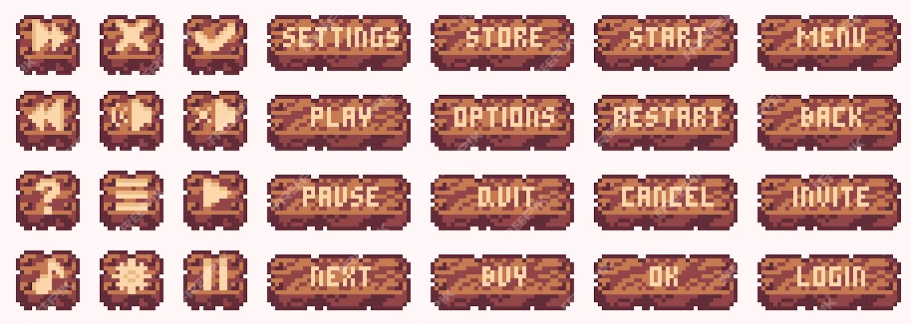 SETTINGS STORE START MENU
PLAY OPTIONS RESTART BACK
? PAUSE QUIT CANCEL INVITE
NEXT BUY OK LOGIN